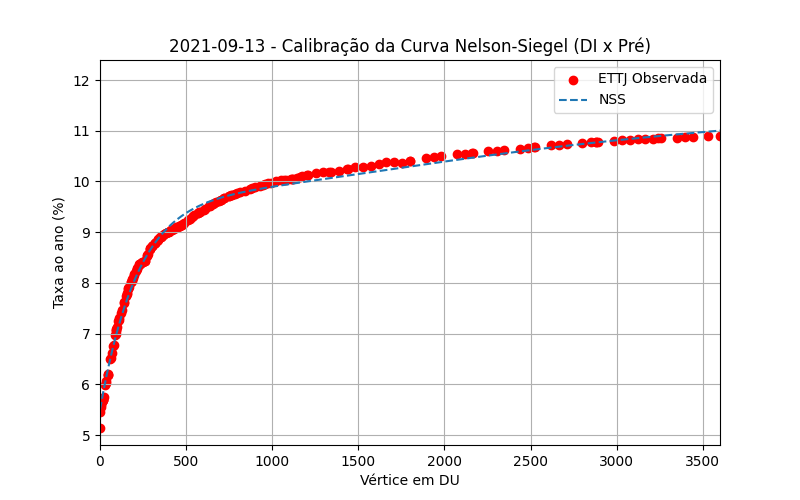 2021-09-13 - Calibração da Curva Nelson-Siegel (DI x Pré)
ETTJ Observada
NSS
12
11
10
9
8
7
6
5
Taxa ao ano (%)
0 500 1000 1500 2000 2500 3000 3500
Vértice em DU